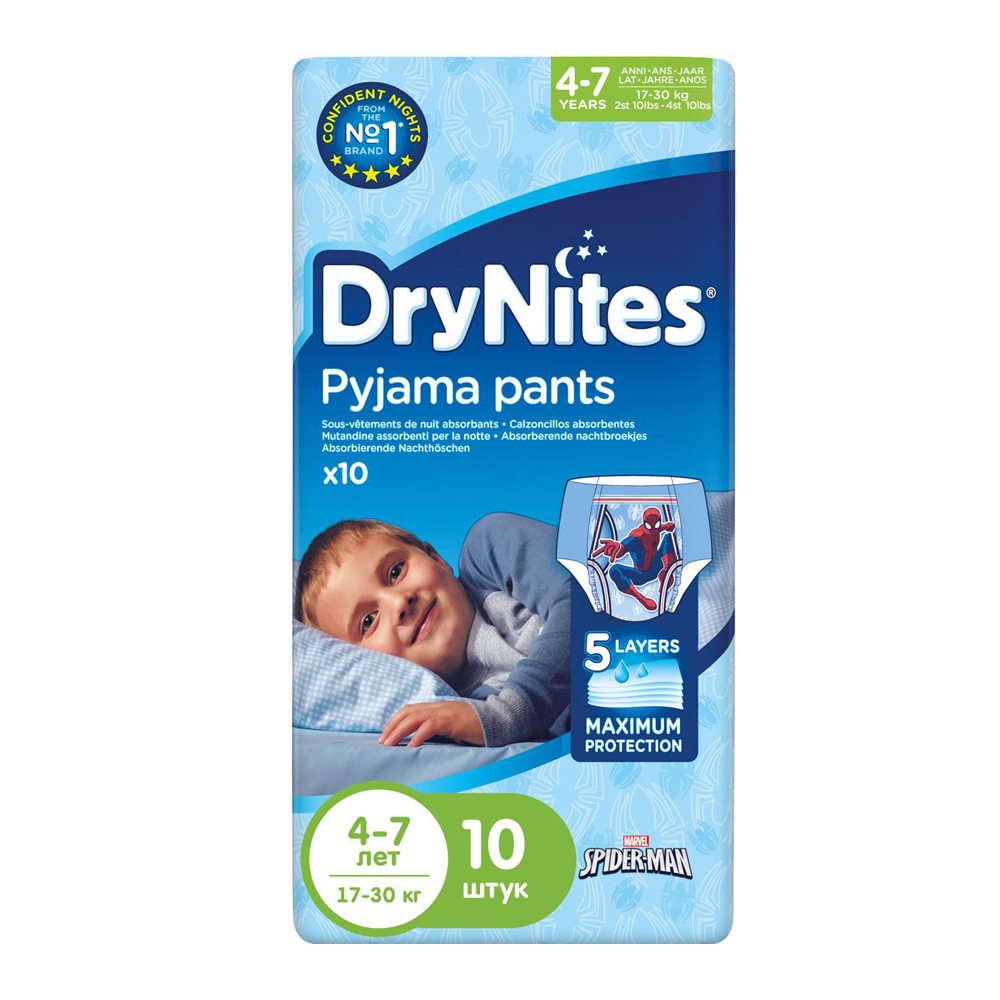 CONFIDENT NIGHTS
FROM
THE
No1*
BRAND
4-7
YEARS
ANNI•ANS•JAAR
LAT•JAHRE•ANOS
17-30 kg
2st 10lbs-4st 10lbs
DryNites®
Pyjama pants
Sous-vêtements de nuit absorbants • Calzoncillos absorbentes
Mutandine assorbenti per la notte • Absorberende nachtbroekjes
Absorbierende Nachthöschen
x10
5 LAYERS
MAXIMUM
PROTECTION
4-7
лет
17-30 кг
10
штук
MARVEL
SPIDER-MAN